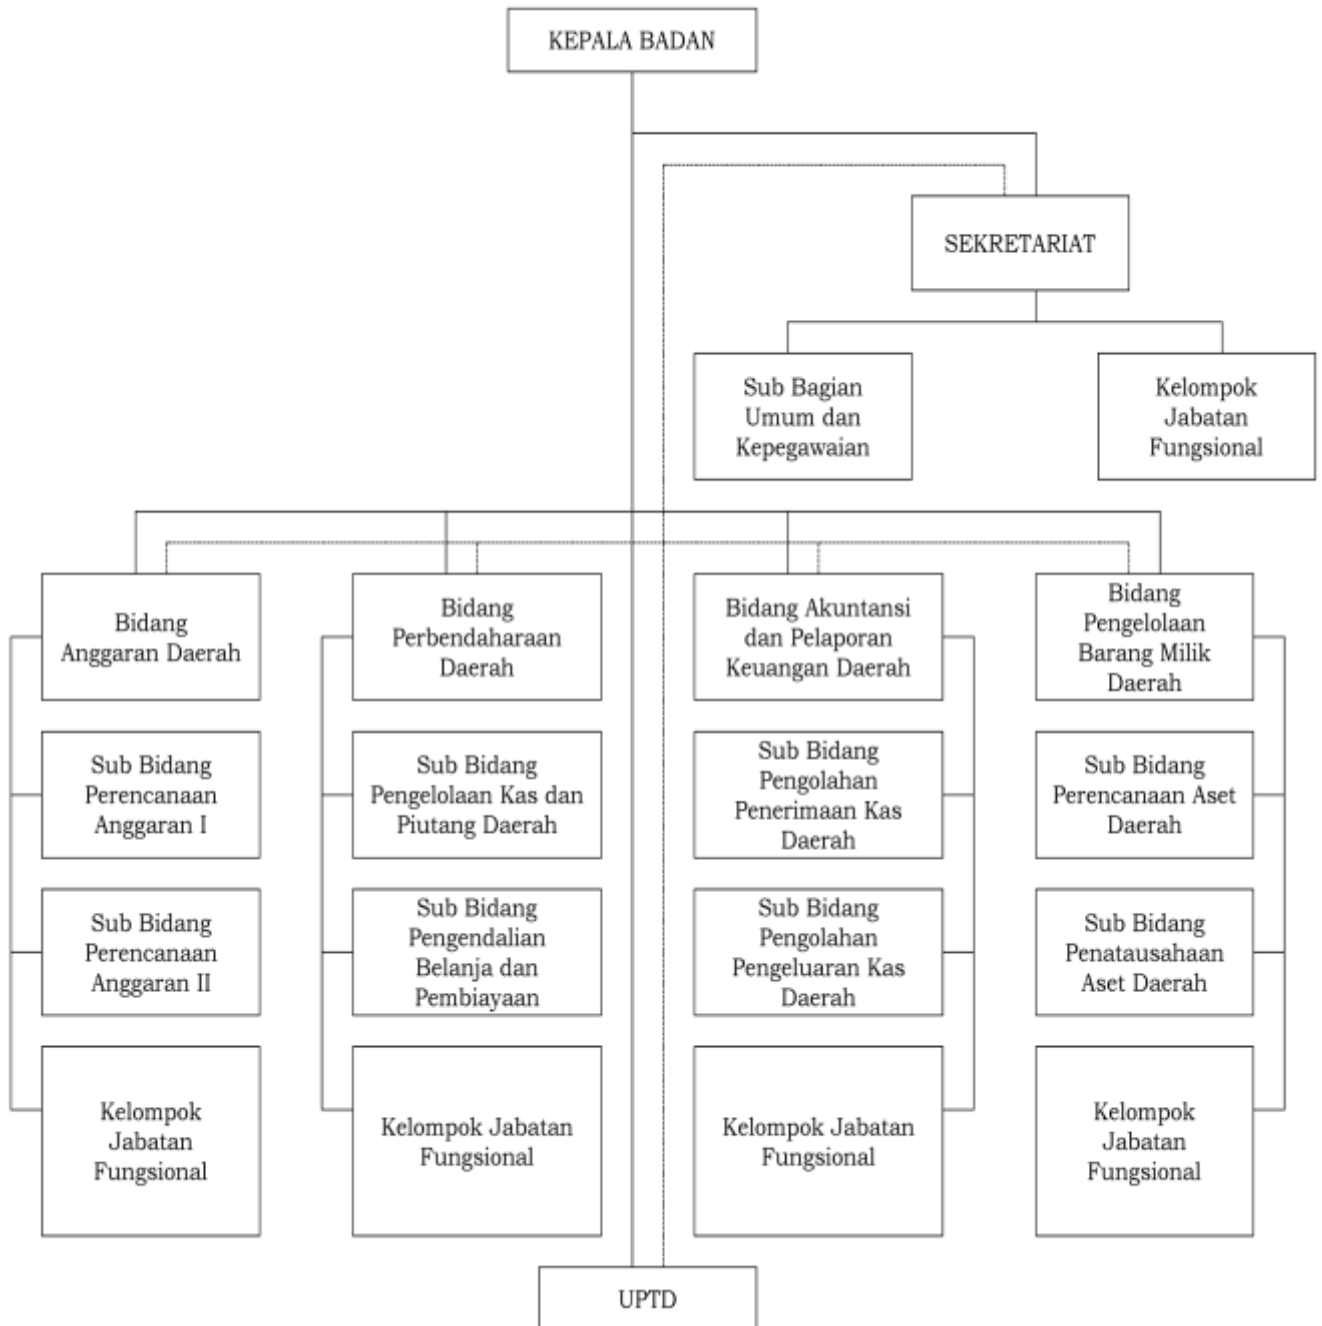 KEPALA BADAN
SEKRETARIAT
Sub Bagian
Umum dan
Kepegawaian
Kelompok
Jabatan
Fungsional
Bidang
Anggaran Daerah
Bidang
Perbendaharaan
Daerah
Bidang Akuntansi
dan Pelaporan
Keuangan Daerah
Bidang
Pengelolaan
Barang Milik
Daerah
Sub Bidang
Perencanaan
Anggaran I
Sub Bidang
Pengelolaan Kas dan
Piutang Daerah
Sub Bidang
Pengolahan
Penerimaan Kas
Daerah
Sub Bidang
Perencanaan Aset
Daerah
Sub Bidang
Perencanaan
Anggaran II
Sub Bidang
Pengendalian
Belanja dan
Pembiayaan
Sub Bidang
Pengolahan
Pengeluaran Kas
Daerah
Sub Bidang
Penatausahaan
Aset Daerah
Kelompok
Jabatan
Fungsional
Kelompok Jabatan
Fungsional
Kelompok Jabatan
Fungsional
Kelompok
Jabatan
Fungsional
UPTD